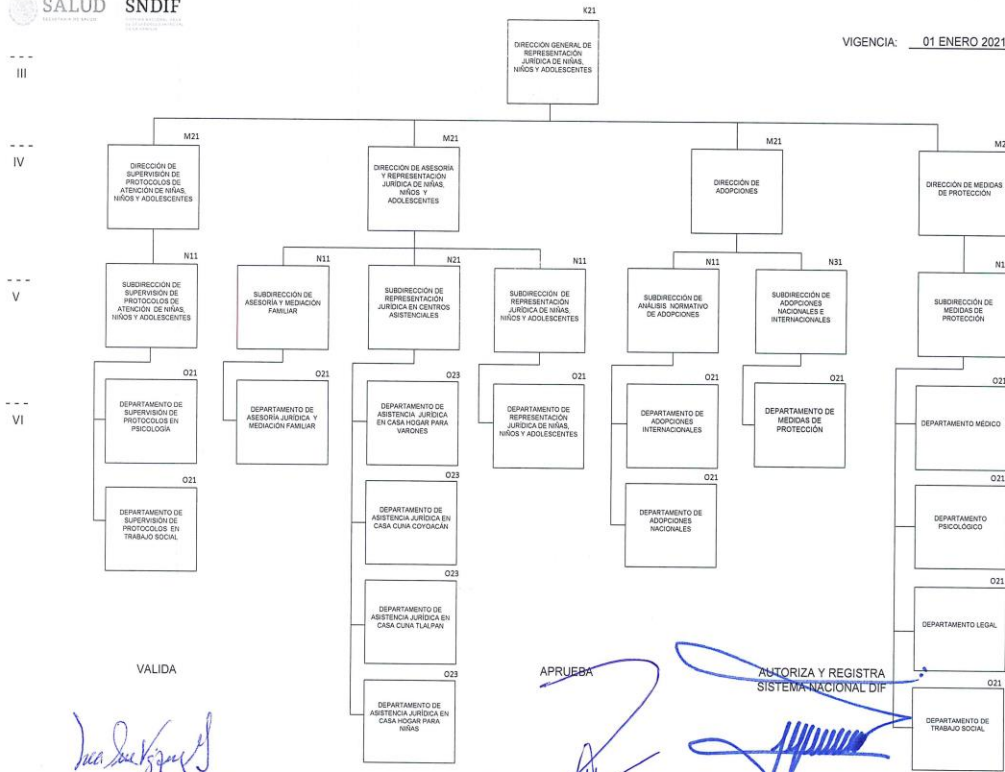 SALUD SNDIF
SECRETARÍA DE SALUD
K21
VIGENCIA: 01 ENERO 2021
DIRECCIÓN GENERAL DE
REPRESENTACIÓN
JURÍDICA DE NIÑAS,
NIÑOS Y ADOLESCENTES
III
IV
M21
DIRECCIÓN DE
SUPERVISIÓN DE
PROTOCOLOS DE
ATENCIÓN DE NIÑAS,
NIÑOS Y ADOLESCENTES
M21
DIRECCIÓN DE ASESORÍA
Y REPRESENTACIÓN
JURÍDICA DE NIÑAS,
NIÑOS Y
ADOLESCENTES
M21
DIRECCIÓN DE
ADOPCIONES
M2
DIRECCIÓN DE MEDIDAS
DE PROTECCIÓN
V
N11
SUBDIRECCIÓN DE
SUPERVISIÓN DE
PROTOCOLOS DE
ATENCIÓN DE NIÑAS,
NIÑOS Y ADOLESCENTES
N11
SUBDIRECCIÓN DE
ASESORÍA Y MEDIACIÓN
FAMILIAR
N21
SUBDIRECCIÓN DE
REPRESENTACIÓN
JURÍDICA EN CENTROS
ASISTENCIALES
N11
SUBDIRECCIÓN DE
REPRESENTACIÓN
JURÍDICA DE NIÑAS,
NIÑOS Y ADOLESCENTES
N11
SUBDIRECCIÓN DE
ANÁLISIS NORMATIVO
DE ADOPCIONES
N31
SUBDIRECCIÓN DE
ADOPCIONES
NACIONALES E
INTERNACIONALES
N1
SUBDIRECCIÓN DE
MEDIDAS DE
PROTECCIÓN
VI
O21
DEPARTAMENTO DE
SUPERVISIÓN DE
PROTOCOLOS EN
PSICOLOGÍA
O21
DEPARTAMENTO DE
ASESORÍA JURÍDICA Y
MEDIACIÓN FAMILIAR
O23
DEPARTAMENTO DE
ASISTENCIA JURÍDICA
EN CASA HOGAR PARA
VARONES
O21
DEPARTAMENTO DE
REPRESENTACIÓN
JURÍDICA DE NIÑAS,
NIÑOS Y ADOLESCENTES
O21
DEPARTAMENTO DE
ADOPCIONES
INTERNACIONALES
O21
DEPARTAMENTO DE
MEDIDAS DE
PROTECCIÓN
O21
DEPARTAMENTO MÉDICO
O21
DEPARTAMENTO DE
SUPERVISIÓN DE
PROTOCOLOS EN
TRABAJO SOCIAL
O23
DEPARTAMENTO DE
ASISTENCIA JURÍDICA EN
CASA CUNA COYOACÁN
DEPARTAMENTO DE
ADOPCIONES
NACIONALES
O21
DEPARTAMENTO
PSICOLÓGICO
O23
DEPARTAMENTO DE
ASISTENCIA JURÍDICA EN
CASA CUNA TLALPAN
O21
DEPARTAMENTO LEGAL
O23
DEPARTAMENTO DE
ASISTENCIA JURÍDICA EN
CASA HOGAR PARA
NIÑAS
O21
DEPARTAMENTO DE
TRABAJO SOCIAL
VALIDA
APRUEBA
AUTORIZA Y REGISTRA
SISTEMA NACIONAL DIF